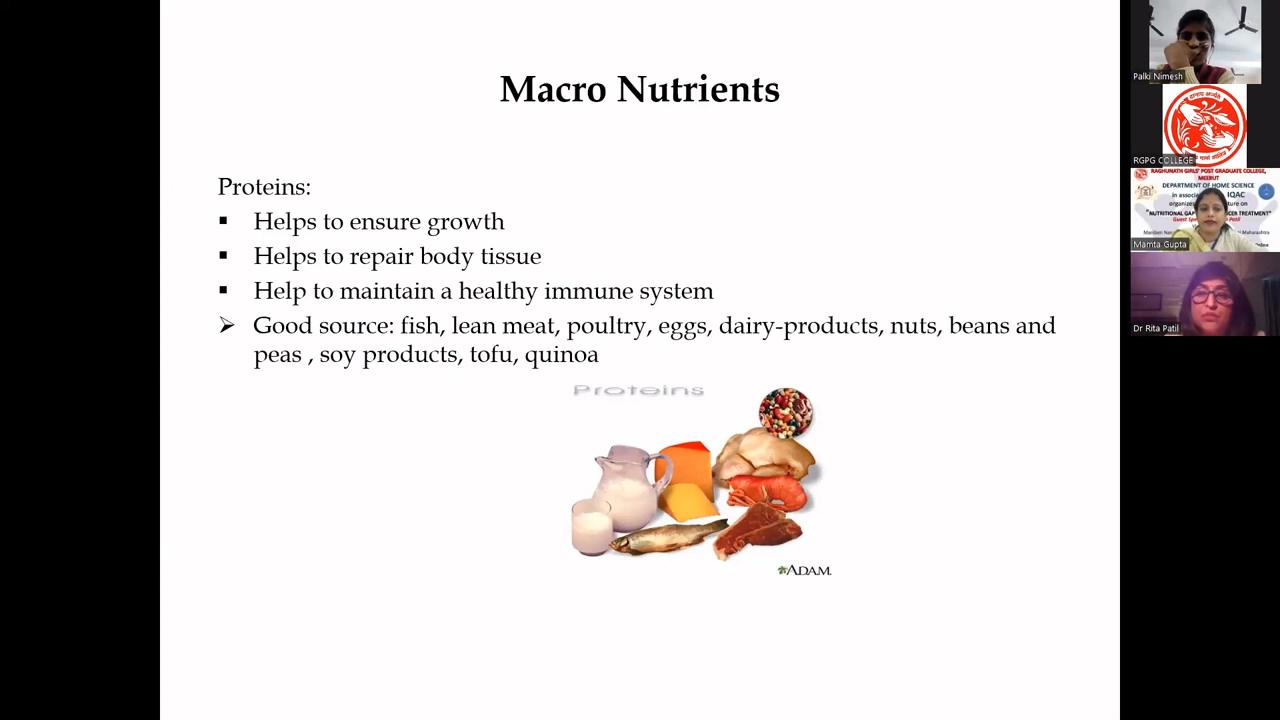 Macro Nutrients
Proteins:
▪ Helps to ensure growth
▪ Helps to repair body tissue
▪ Help to maintain a healthy immune system
➢ Good source: fish, lean meat, poultry, eggs, dairy-products, nuts, beans and
peas , soy products, tofu, quinoa
Proteins
ADAM.
Palki Nimesh
RGPG COLLEGE
RAGHUNATH GIRLS' POST GRADUATE COLLEGE,
MEERUT
DEPARTMENT OF HOME SCIENCE
IQAC
"NUTRITIONAL TREATMENT"
Mamta Gupta
Dr Rita Patil